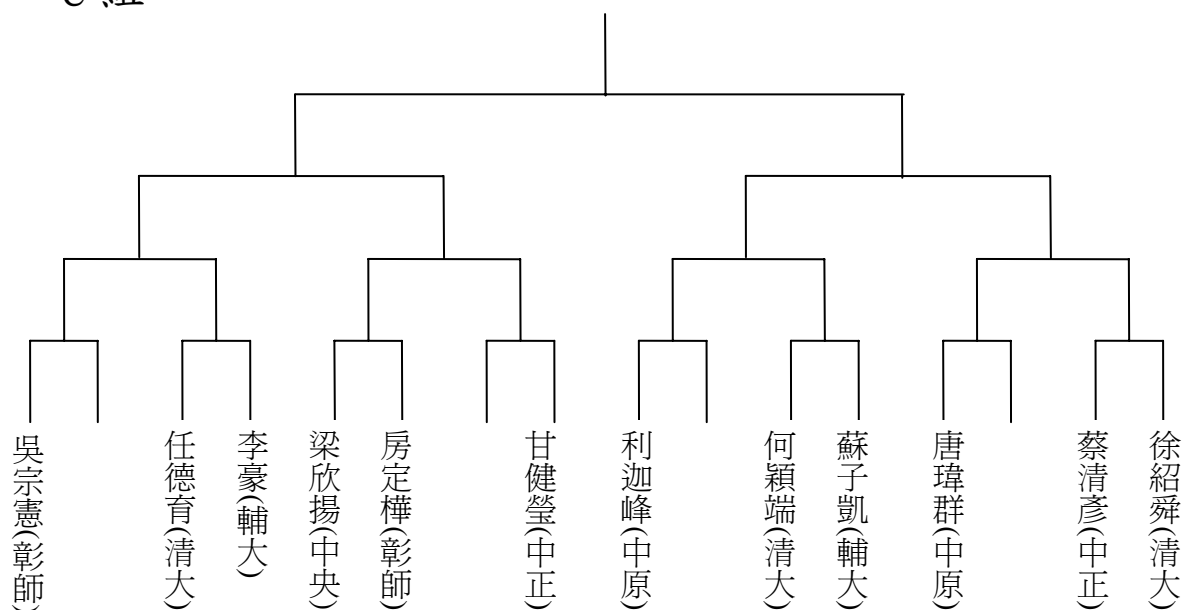 吳宗憲(彰師)
任德育(清大)
李豪(輔大)
梁欣揚(中央)
房定樺(彰師)
甘健瑩(中正)
利迦峰(中原)
何穎端(清大)
蘇子凱(輔大)
唐瑋群(中原)
蔡清彥(中正)
徐紹舜(清大)